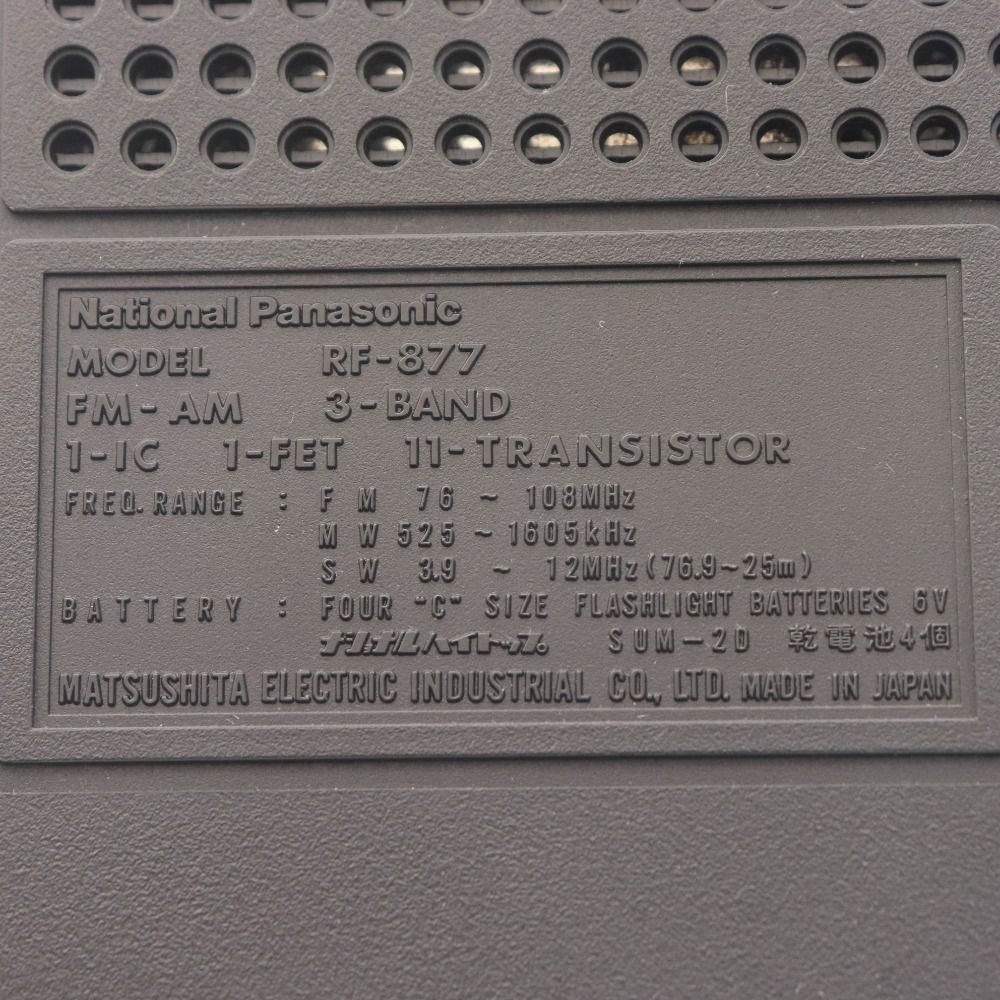 National Panasonic
MODEL RF-877
FM-AM 3-BAND
1-IC 1-FET 11-TRANSISTOR
FREQ. RANGE : FM 76 ~ 108MHz
MW 525 ~ 1605kHz
SW 3.9 ~ 12MHz (76.9~25m)
BATTERY : FOUR "C" SIZE FLASHLIGHT BATTERIES 6V
ナショナルハイトップ。 SUM-2D 乾電池4個
MATSUSHITA ELECTRIC INDUSTRIAL CO., LTD. MADE IN JAPAN